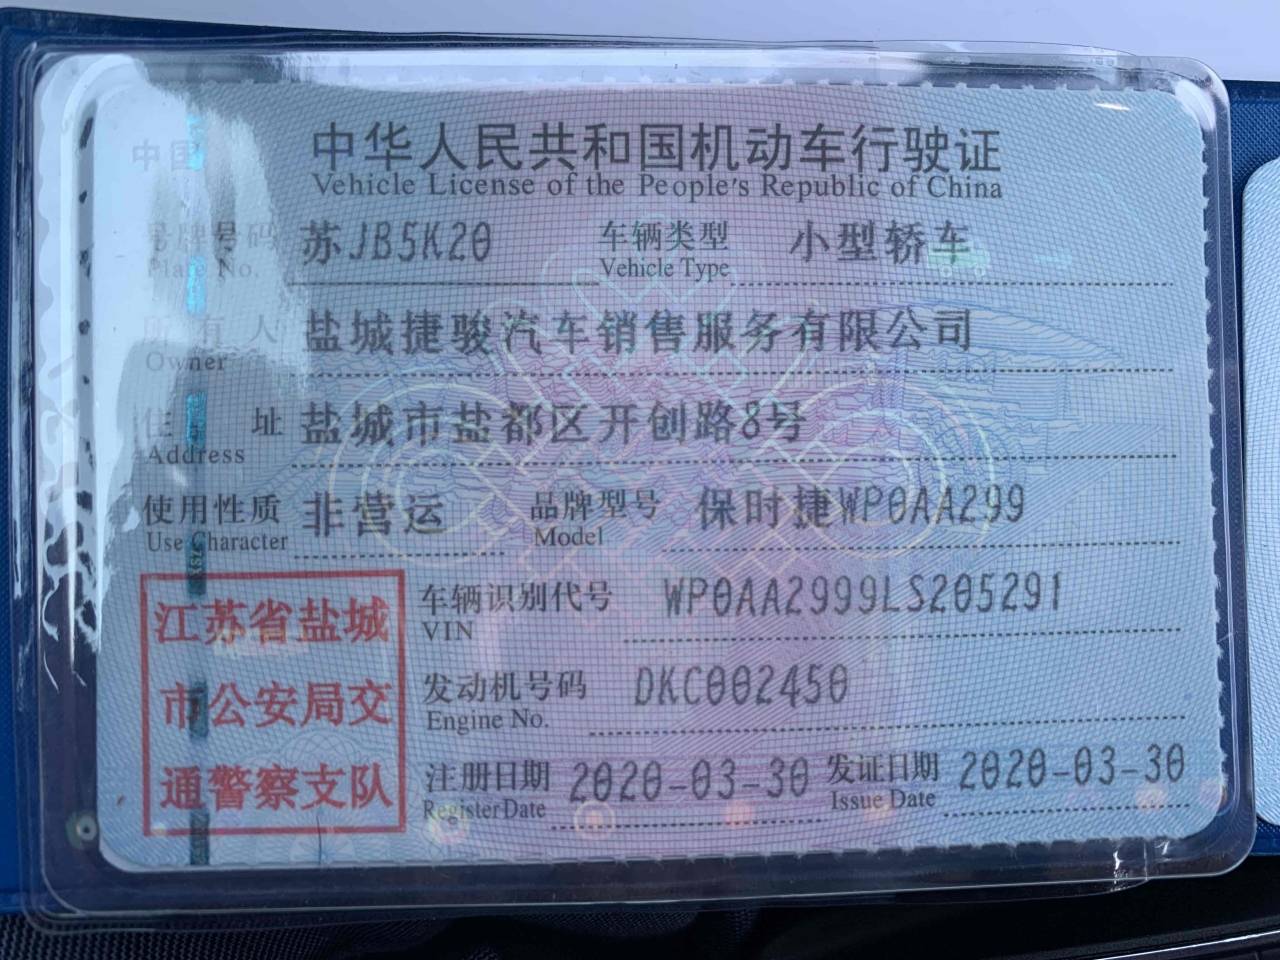 中华人民共和国机动车行驶证
Vehicle License of the People's Republic of China
号牌号码 苏JB5K20 车辆类型 小型轿车
Plate No. Vehicle Type
所有人 盐城捷骏汽车销售服务有限公司
Owner
住址 盐城市盐都区开创路8号
Address
使用性质 非营运 品牌型号 保时捷WP0AA299
Use Character Model
江苏省盐城
市公安局交
通警察支队
车辆识别代号 WP0AA2999LS205291
VIN
发动机号码 DKC002450
Engine No.
注册日期 2020-03-30 发证日期 2020-03-30
Register Date Issue Date